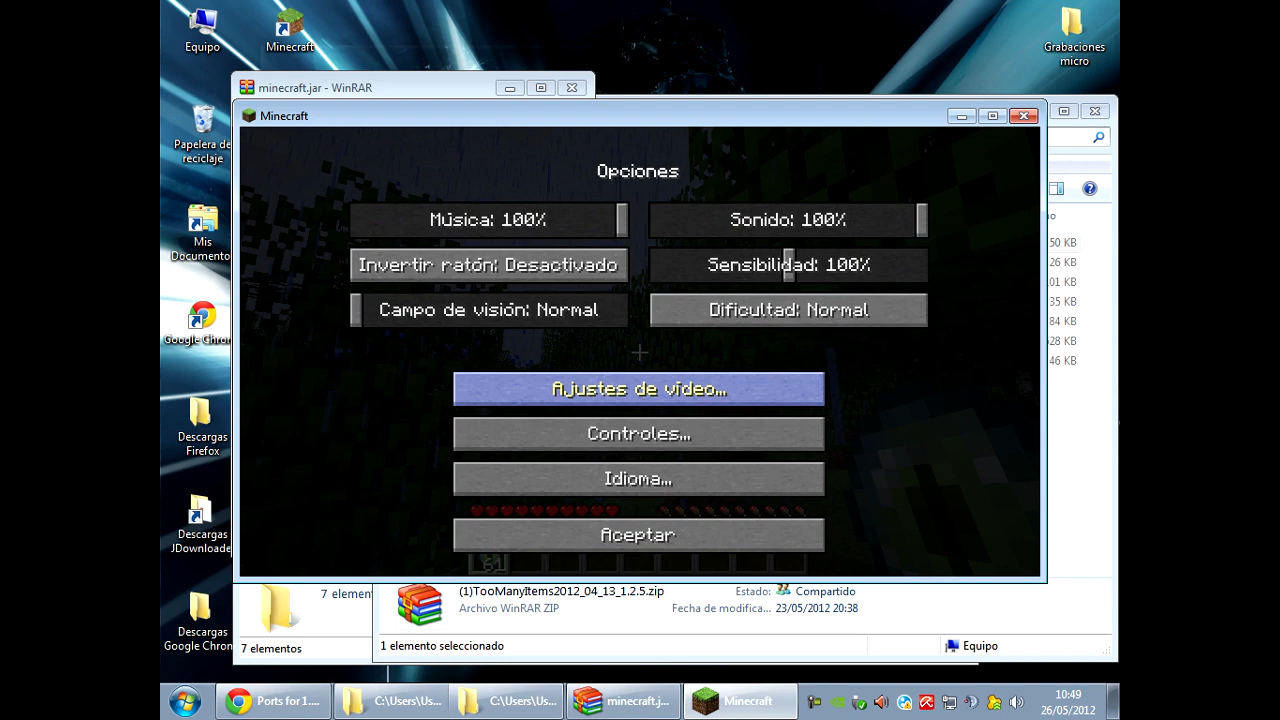 Equipo
Minecraft
Grabaciones
micro
minecraft.jar - WinRAR
Minecraft
Papelera de
reciclaje
Opciones
Música: 100%
Sonido: 100%
Invertir ratón: Desactivado
Sensibilidad: 100%
Campo de visión: Normal
Dificultad: Normal
Mis
Documento
50 KB
26 KB
01 KB
35 KB
84 KB
528 KB
46 KB
Google Chron
Ajustes de vídeo...
Controles...
Idioma...
Aceptar
61
Descargas
Firefox
Descargas
JDownloade
Descargas
Google Chron
7 elemen
7 elementos
(1)TooManyItems2012_04_13_1.2.5.zip
Archivo WinRAR ZIP
Estado:
Compartido
Fecha de modifica...
23/05/2012 20:38
1 elemento seleccionado
Equipo
Ports for 1....
C:\Users\Us...
C:\Users\Us...
minecraft.j...
Minecraft
10:49
26/05/2012